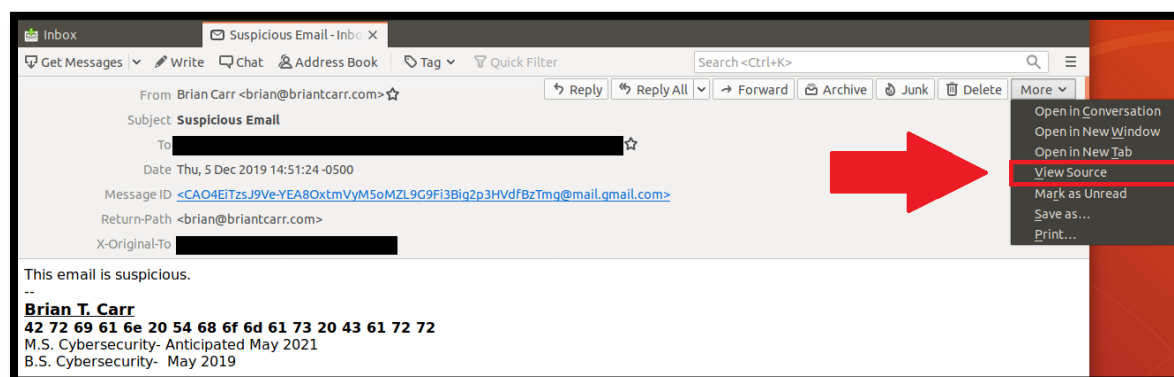 Inbox
Suspicious Email - Inbo
Get Messages Write Chat Address Book Tag Quick Filter Search <Ctrl+K>
From Brian Carr <brian@briantcarr.com> Reply Reply All Forward Archive Junk Delete More
Subject Suspicious Email
To
Date Thu, 5 Dec 2019 14:51:24 -0500
Message ID <CAO4EiTzsJ9Ve-YEA8OxtmVyM5oMZL9G9Fi3Big2p3HVdfBzTmg@mail.gmail.com>
Return-Path <brian@briantcarr.com>
X-Original-To
Open in Conversation
Open in New Window
Open in New Tab
View Source
Mark as Unread
Save as…
Print…
This email is suspicious.
--
Brian T. Carr
42 72 69 61 6e 20 54 68 6f 6d 61 73 20 43 61 72 72
M.S. Cybersecurity- Anticipated May 2021
B.S. Cybersecurity- May 2019